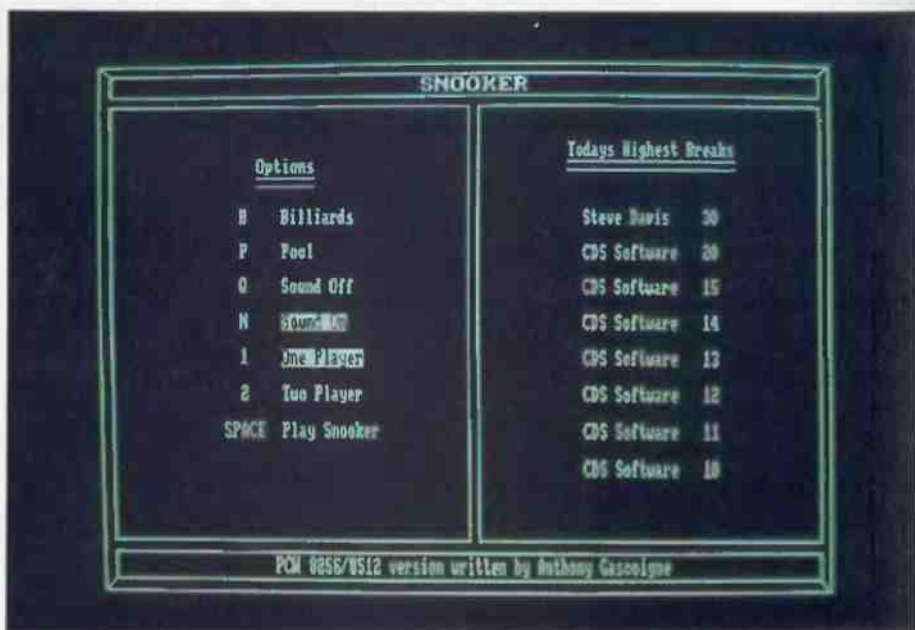 SNOOKER
Options
B Billiards
P Pool
Q Sound Off
N Sound On
1 One Player
2 Two Player
SPACE Play Snooker
Todays Highest Breaks
Steve Davis 30
CDS Software 20
CDS Software 15
CDS Software 14
CDS Software 13
CDS Software 12
CDS Software 11
CDS Software 10
PCW 8256/8512 version written by Anthony Gascoigne